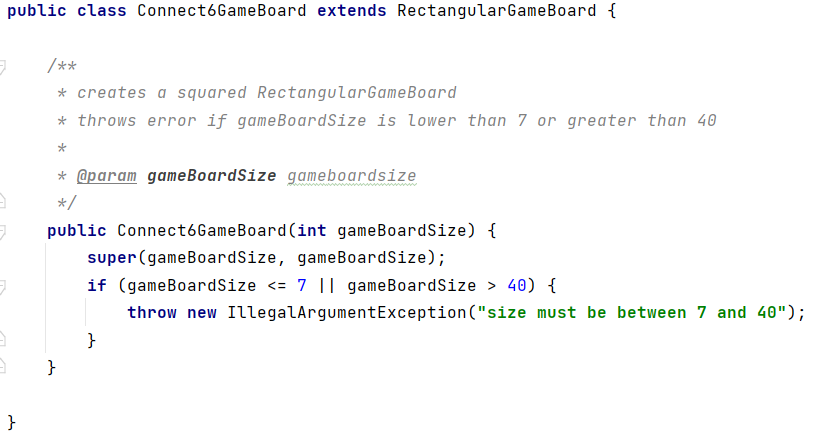 public class Connect6GameBoard extends RectangularGameBoard {
/**
* creates a squared RectangularGameBoard
* throws error if gameBoardSize is lower than 7 or greater than 40
*
* @param gameBoardSize gameboardsize
*/
public Connect6GameBoard(int gameBoardSize) {
super(gameBoardSize, gameBoardSize);
if (gameBoardSize <= 7 || gameBoardSize > 40) {
throw new IllegalArgumentException("size must be between 7 and 40");
}
}
}